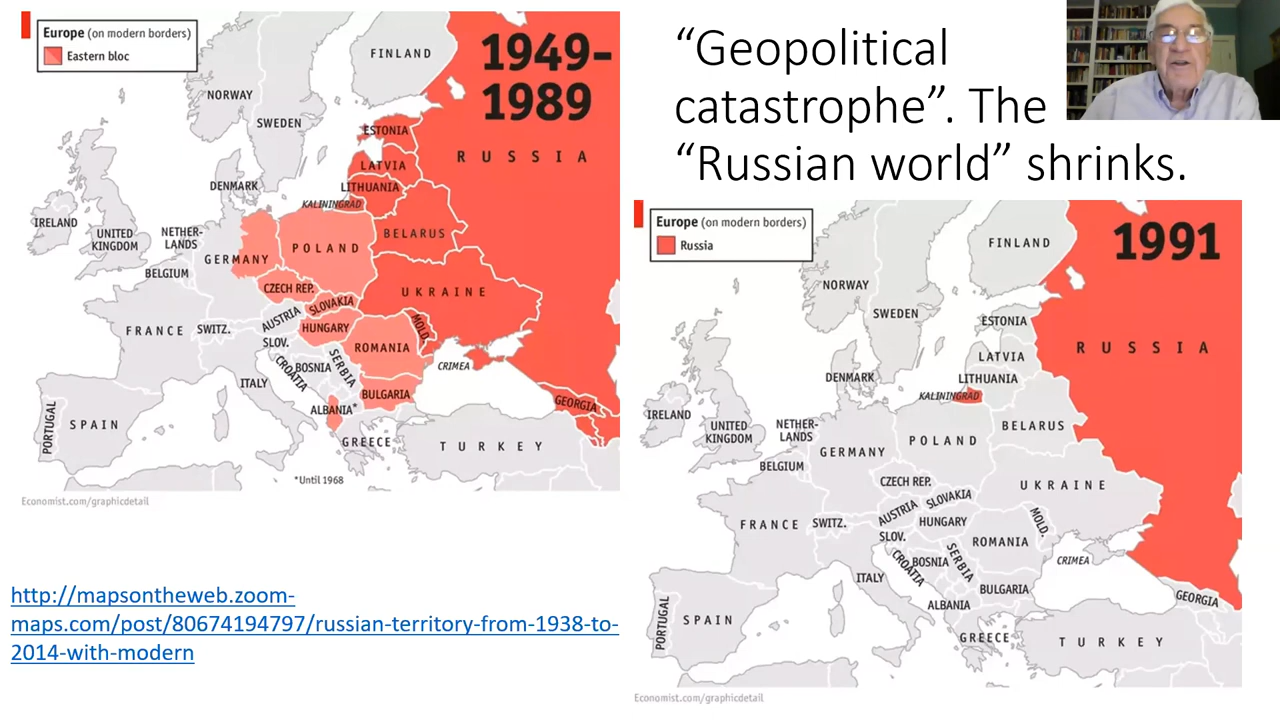 Europe (on modern borders)
Eastern bloc
1949-
1989
FINLAND
NORWAY
SWEDEN
ESTONIA
RUSSIA
LATVIA
DENMARK
LITHUANIA
KALININGRAD
IRELAND
UNITED
KINGDOM
NETHER-
LANDS
BELARUS
POLAND
GERMANY
BELGIUM
CZECH REP.
UKRAINE
SLOVAKIA
AUSTRIA
FRANCE
SWITZ.
HUNGARY
MOLD.
SLOV.
ROMANIA
CROATIA
BOSNIA
SERBIA
CRIMEA
ITALY
BULGARIA
GEORGIA
ALBANIA*
PORTUGAL
SPAIN
GREECE
TURKEY
*Until 1968
Economist.com/graphicdetail
“Geopolitical
catastrophe”. The
“Russian world” shrinks.
Europe (on modern borders)
Russia
1991
FINLAND
NORWAY
SWEDEN
ESTONIA
RUSSIA
LATVIA
DENMARK
LITHUANIA
KALININGRAD
IRELAND
UNITED
KINGDOM
NETHER-
LANDS
BELARUS
POLAND
GERMANY
BELGIUM
CZECH REP.
UKRAINE
SLOVAKIA
AUSTRIA
FRANCE
SWITZ.
HUNGARY
MOLD.
SLOV.
ROMANIA
CROATIA
BOSNIA
SERBIA
CRIMEA
ITALY
BULGARIA
GEORGIA
ALBANIA
PORTUGAL
SPAIN
GREECE
TURKEY
Economist.com/graphicdetail
http://mapsontheweb.zoom-
maps.com/post/80674194797/russian-territory-from-1938-to-
2014-with-modern